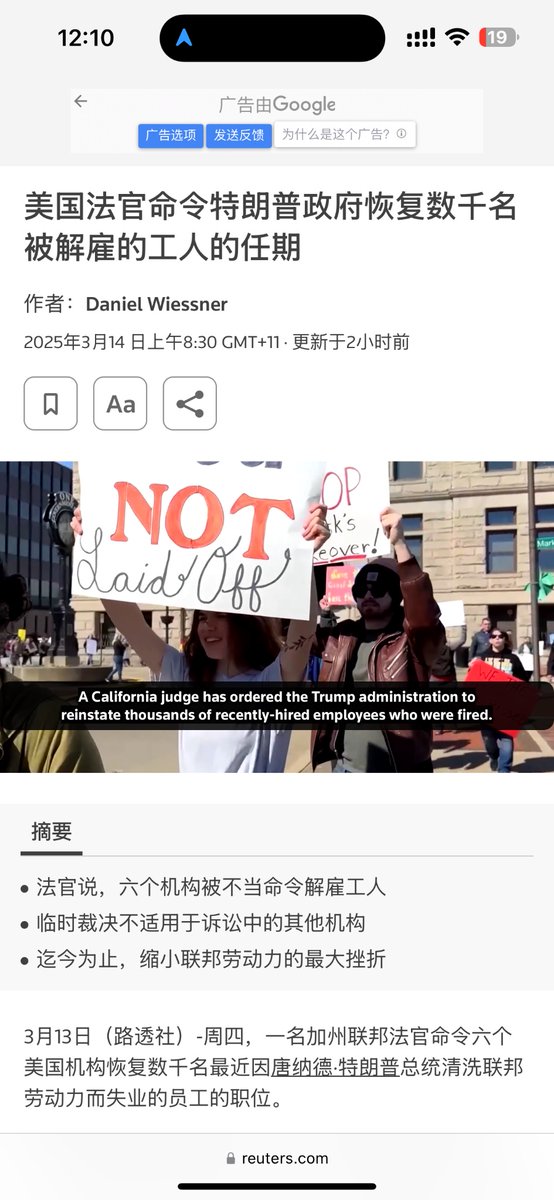 12:10
19
广告由Google
广告选项 发送反馈 为什么是这个广告?
美国法官命令特朗普政府恢复数千名
被解雇的工人的任期
作者：Daniel Wiessner
2025年3月14 日上午8:30 GMT+11 · 更新于2小时前
Aa
NOT
Laid Off
OP
k's
eover!
Mark
A California judge has ordered the Trump administration to
reinstate thousands of recently-hired employees who were fired.
摘要
法官说，六个机构被不当命令解雇工人
临时裁决不适用于诉讼中的其他机构
迄今为止，缩小联邦劳动力的最大挫折
3月13日（路透社）-周四，一名加州联邦法官命令六个
美国机构恢复数千名最近因唐纳德·特朗普总统清洗联邦
劳动力而失业的员工的职位。
reuters.com